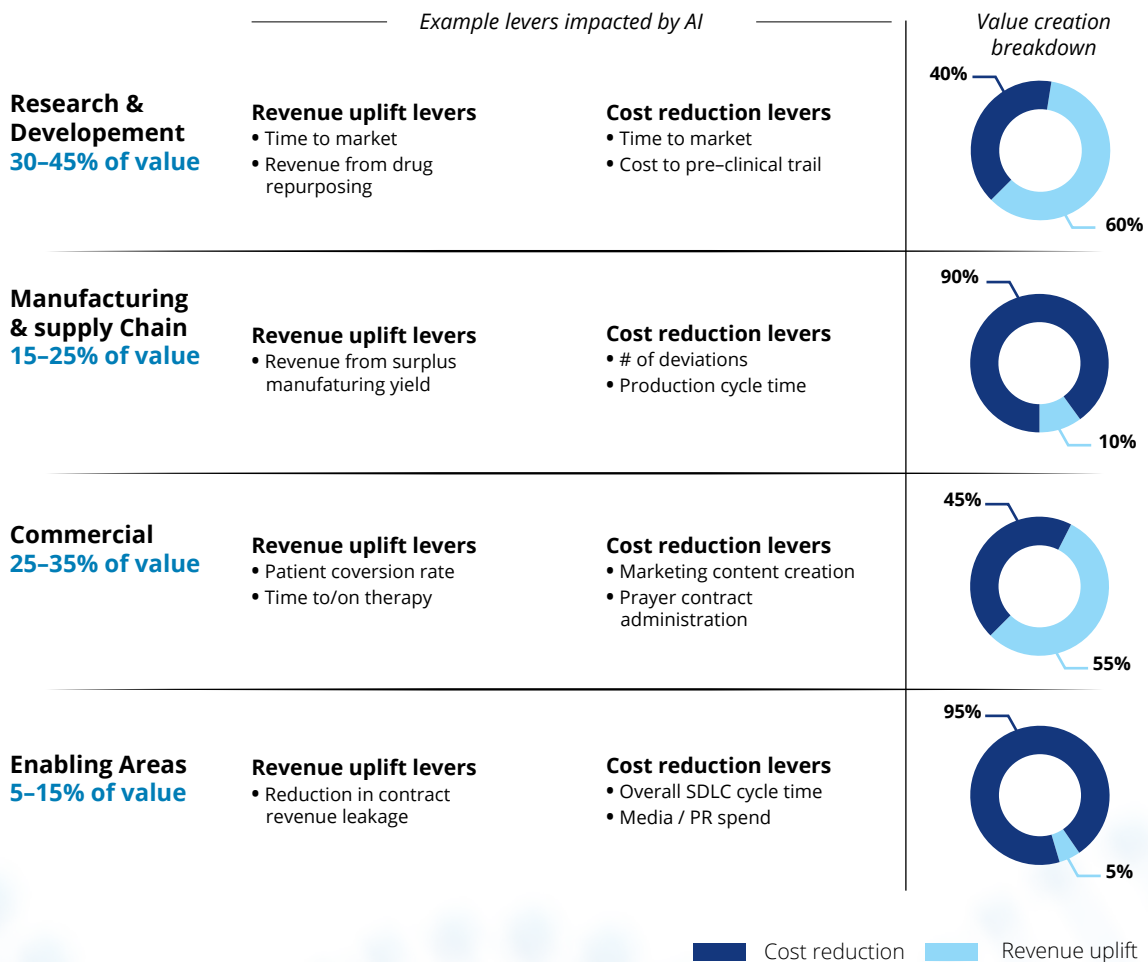 Example levers impacted by AI
Value creation
breakdown
Research &
Developement
30–45% of value
Revenue uplift levers
• Time to market
• Revenue from drug
repurposing
Cost reduction levers
• Time to market
• Cost to pre–clinical trail
40%
60%
Manufacturing
& supply Chain
15–25% of value
Revenue uplift levers
• Revenue from surplus
manufaturing yield
Cost reduction levers
• # of deviations
• Production cycle time
90%
10%
Commercial
25–35% of value
Revenue uplift levers
• Patient coversion rate
• Time to/on therapy
Cost reduction levers
• Marketing content creation
• Prayer contract
administration
45%
55%
Enabling Areas
5–15% of value
Revenue uplift levers
• Reduction in contract
revenue leakage
Cost reduction levers
• Overall SDLC cycle time
• Media / PR spend
95%
5%
Cost reduction
Revenue uplift